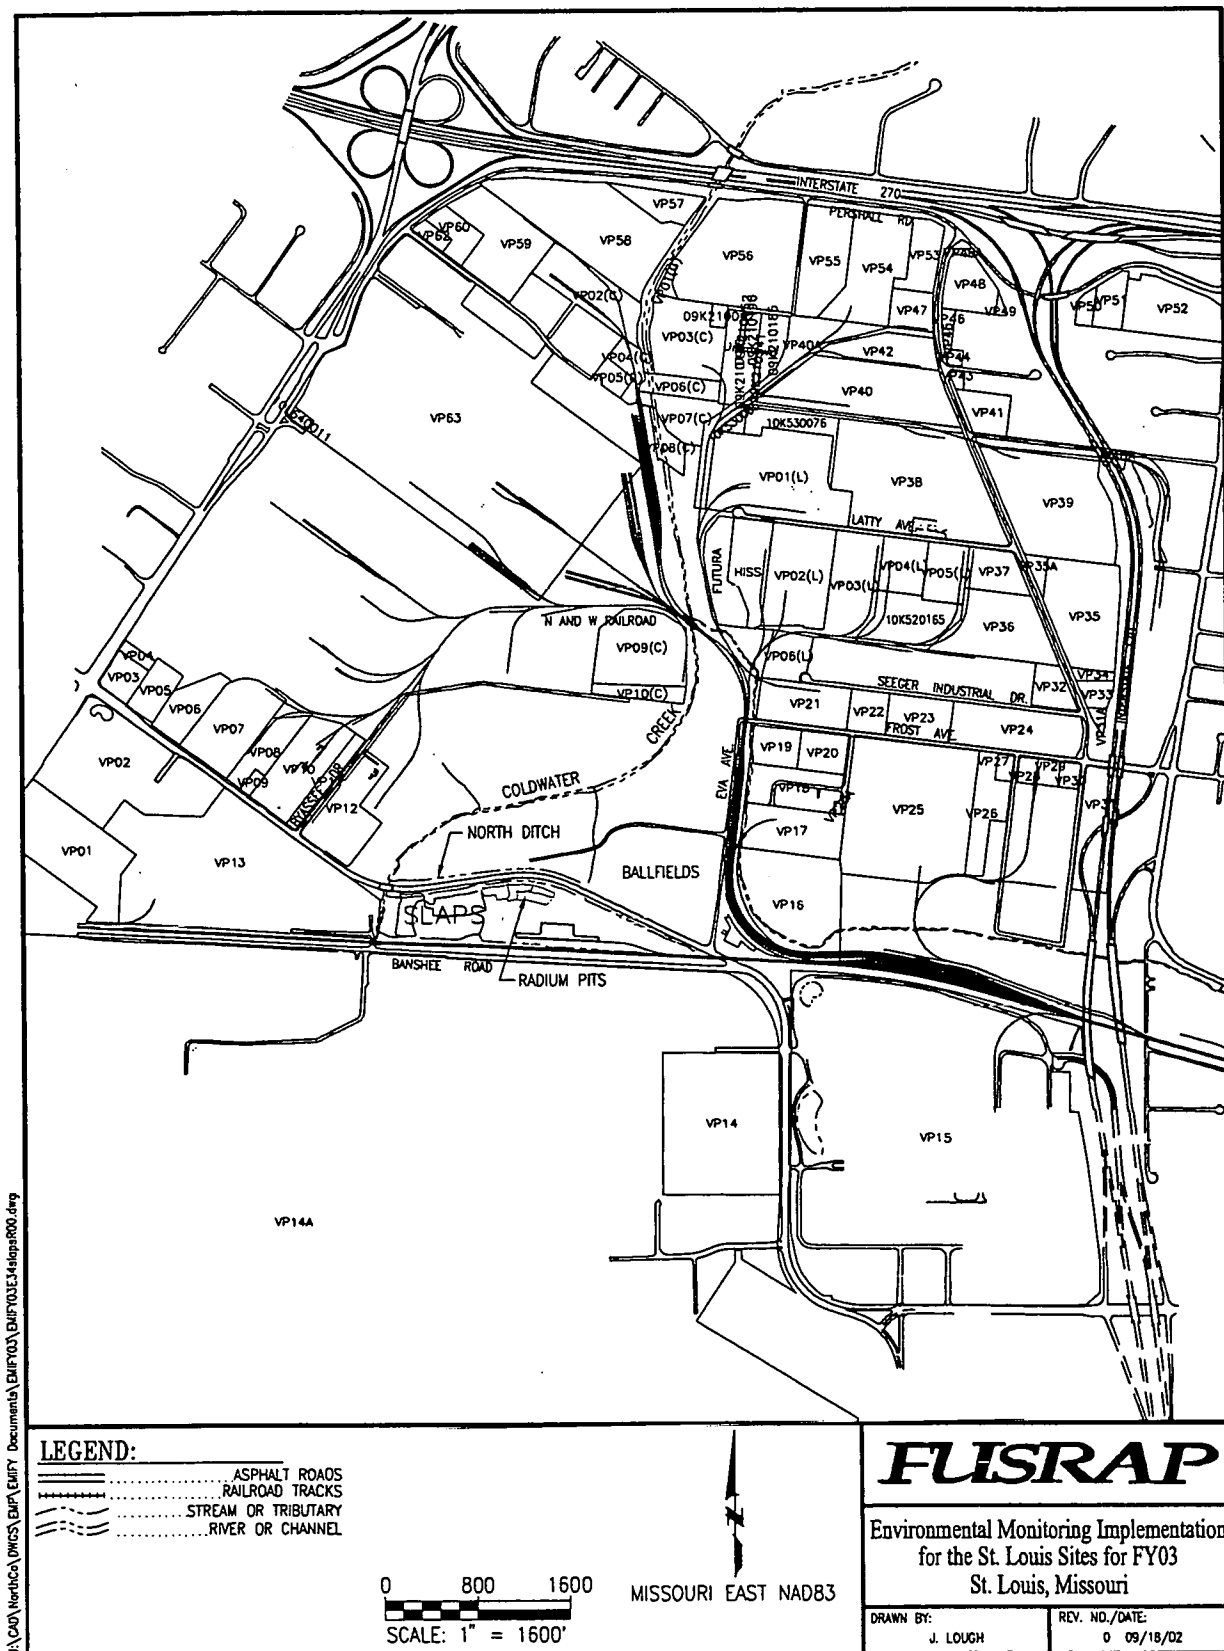 INTERSTATE 270
PERSHALL RD
VP57
VP60
VP62
VP59
VP58
VP56
VP55
VP54
VP53
VP48
VP49
VP50
VP51
VP52
VP01(C)
VP02(C)
VP03(C)
VP47
VP46
VP40A
VP42
VP44
VP43
VP04(C)
VP05(C)
VP06(C)
VP40
VP41
VP63
VP07(C)
10K530076
VP08(C)
VP01(L)
VP38
VP39
LATTY AVE
FUTURA
HISS
VP02(L)
VP03(L)
VP04(L)
VP05(L)
VP37
VP35A
VP35
10K520165
VP36
N AND W RAILROAD
VP09(C)
VP10(C)
VP06(L)
SEEGER INDUSTRIAL DR.
VP32
VP34
VP33
VP31A
VP04
VP03
VP05
VP06
VP07
VP08
VP09
VP10
VP12
VP02
VP01
VP13
CREEK
COLDWATER
NORTH DITCH
VP21
VP22
VP23
VP24
FROST AVE.
EVA AVE.
VP19
VP20
VP18
VP17
VP16
VP25
VP26
VP27
VP28
VP29
VP30
VP31
BALLFIELDS
SLAPS
BANSHEE ROAD
RADIUM PITS
VP14
VP15
VP14A
LEGEND:
ASPHALT ROADS
RAILROAD TRACKS
STREAM OR TRIBUTARY
RIVER OR CHANNEL
0 800 1600
SCALE: 1" = 1600'
N
MISSOURI EAST NAD83
FUSRAP
Environmental Monitoring Implementation
for the St. Louis Sites for FY03
St. Louis, Missouri
DRAWN BY:
J. LOUGH
REV. NO./DATE:
0 09/18/02